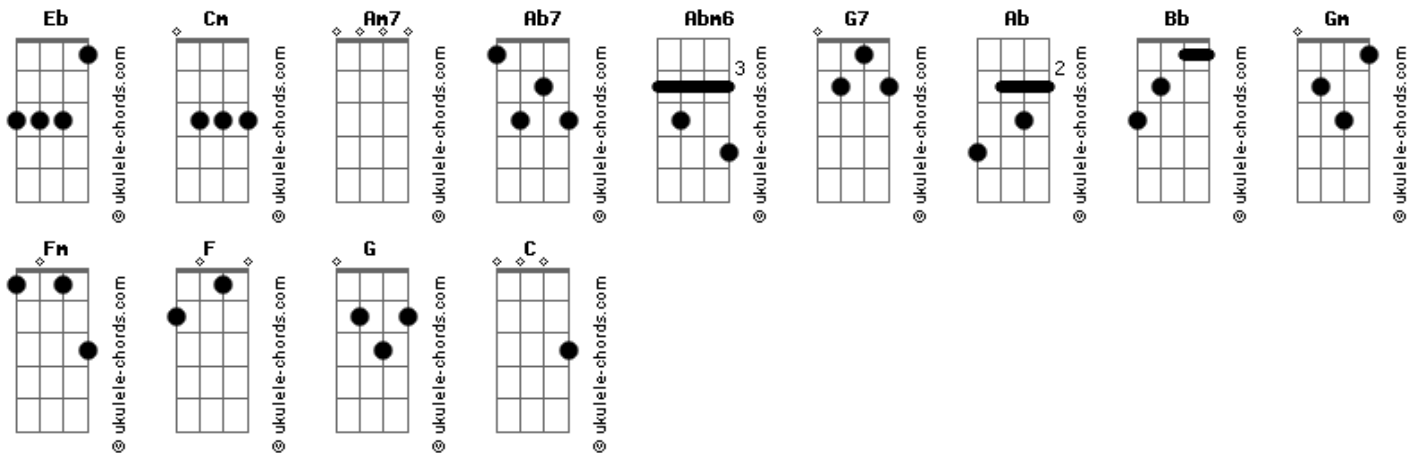 Eb Cm Am7 Ab7 Abm6 G7 Ab Bb Gm
3 2
© ukulele-chords.com © ukulele-chords.com © ukulele-chords.com © ukulele-chords.com © ukulele-chords.com © ukulele-chords.com © ukulele-chords.com © ukulele-chords.com © ukulele-chords.com
Fm F G C
© ukulele-chords.com © ukulele-chords.com © ukulele-chords.com © ukulele-chords.com